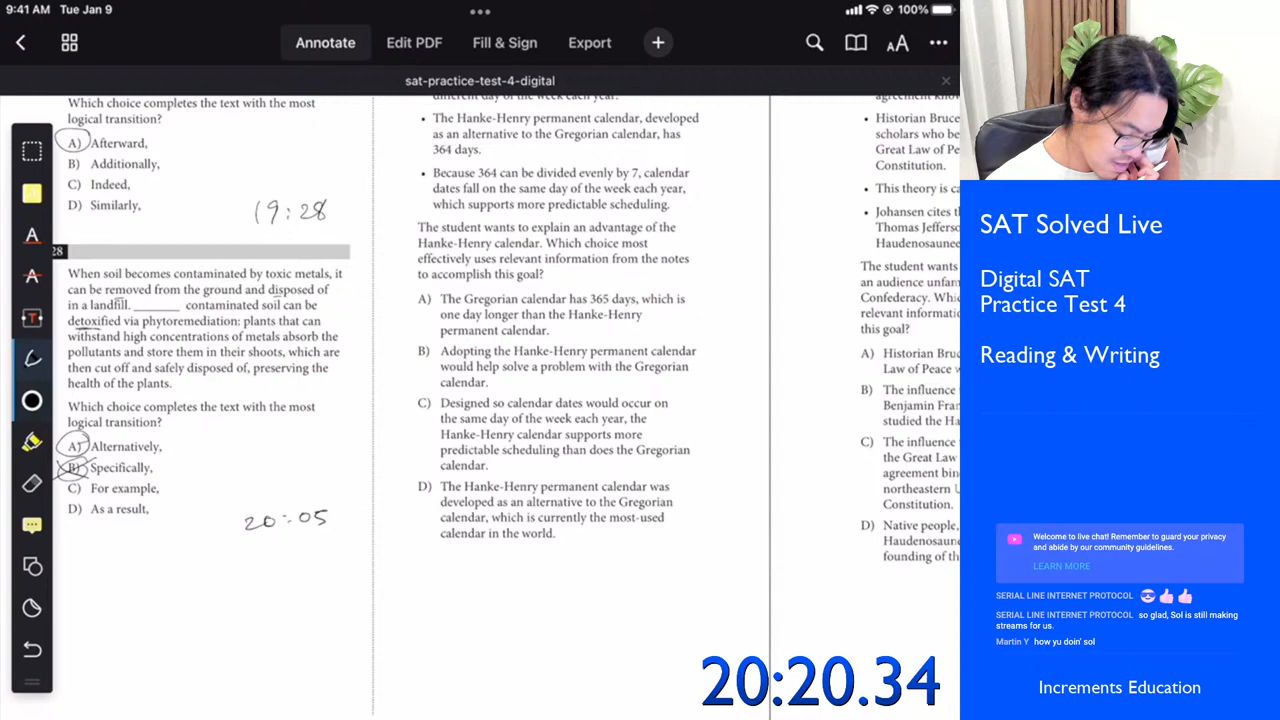 9:41 AM Tue Jan 9
100%
Annotate
Edit PDF
Fill & Sign
Export
sat-practice-test-4-digital
Which choice completes the text with the most
logical transition?
A) Afterward,
B) Additionally,
C) Indeed,
D) Similarly,
19:28
28
When soil becomes contaminated by toxic metals, it
can be removed from the ground and disposed of
in a landfill. ______ contaminated soil can be
detoxified via phytoremediation: plants that can
withstand high concentrations of metals absorb the
pollutants and store them in their shoots, which are
then cut off and safely disposed of, preserving the
health of the plants.
Which choice completes the text with the most
logical transition?
A) Alternatively,
B) Specifically,
C) For example,
D) As a result,
20:05
different day of the week each year.
• The Hanke-Henry permanent calendar, developed
as an alternative to the Gregorian calendar, has
364 days.
• Because 364 can be divided evenly by 7, calendar
dates fall on the same day of the week each year,
which supports more predictable scheduling.
The student wants to explain an advantage of the
Hanke-Henry calendar. Which choice most
effectively uses relevant information from the notes
to accomplish this goal?
A) The Gregorian calendar has 365 days, which is
one day longer than the Hanke-Henry
permanent calendar.
B) Adopting the Hanke-Henry permanent calendar
would help solve a problem with the Gregorian
calendar.
C) Designed so calendar dates would occur on
the same day of the week each year, the
Hanke-Henry calendar supports more
predictable scheduling than does the Gregorian
calendar.
D) The Hanke-Henry permanent calendar was
developed as an alternative to the Gregorian
calendar, which is currently the most-used
calendar in the world.
agreement
• Historian Bruc
scholars who be
Great Law of Pe
Constitution.
• This theory is ca
• Johansen cites th
Thomas Jefferso
Haudenosaunee
The student wants
an audience unfam
Confederacy. Whic
relevant informatio
this goal?
A) Historian Bruc
Law of Peace w
B) The influence
Benjamin Fran
studied the Ha
C) The influence
the Great Law
agreement bin
northeastern U
Constitution.
D) Native people,
Haudenosaunee
founding of th
20:20.34
SAT Solved Live
Digital SAT
Practice Test 4
Reading & Writing
Welcome to live chat! Remember to guard your privacy
and abide by our community guidelines.
LEARN MORE
SERIAL LINE INTERNET PROTOCOL
SERIAL LINE INTERNET PROTOCOL so glad, Sol is still making
streams for us.
Martin Y how yu doin' sol
Increments Education